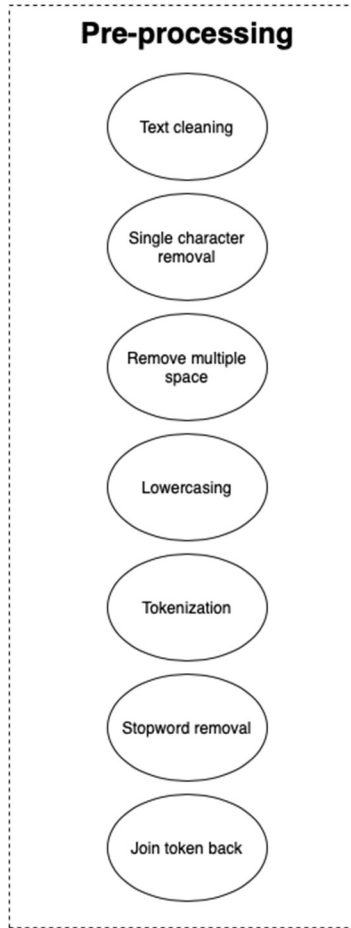 Pre-processing
Text cleaning
Single character
removal
Remove multiple
space
Lowercasing
Tokenization
Stopword removal
Join token back